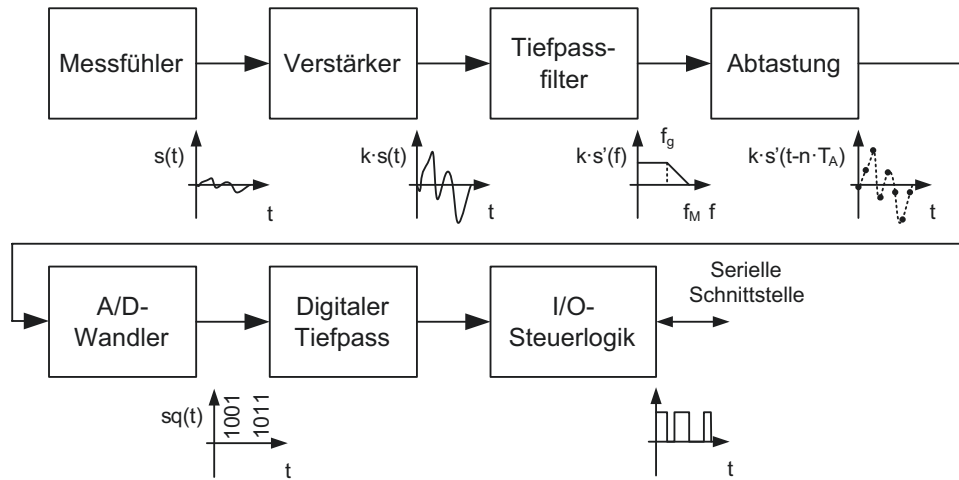 Messfühler
Verstärker
Tiefpass-
filter
Abtastung
s(t)
t
k·s(t)
t
k·s’(f)
f_g
f_M f
k·s’(t-n·T_A)
t
A/D-
Wandler
Digitaler
Tiefpass
I/O-
Steuerlogik
Serielle
Schnittstelle
sq(t)
1001
1011
t
t